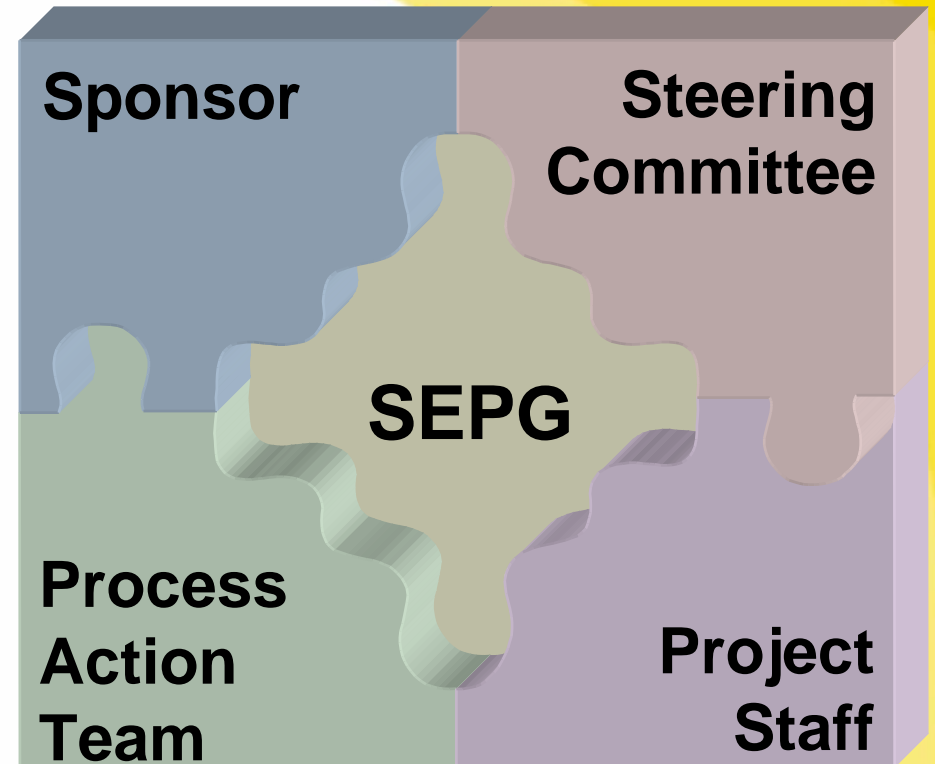 Sponsor
Steering
Committee
SEPG
Process
Action
Team
Project
Staff